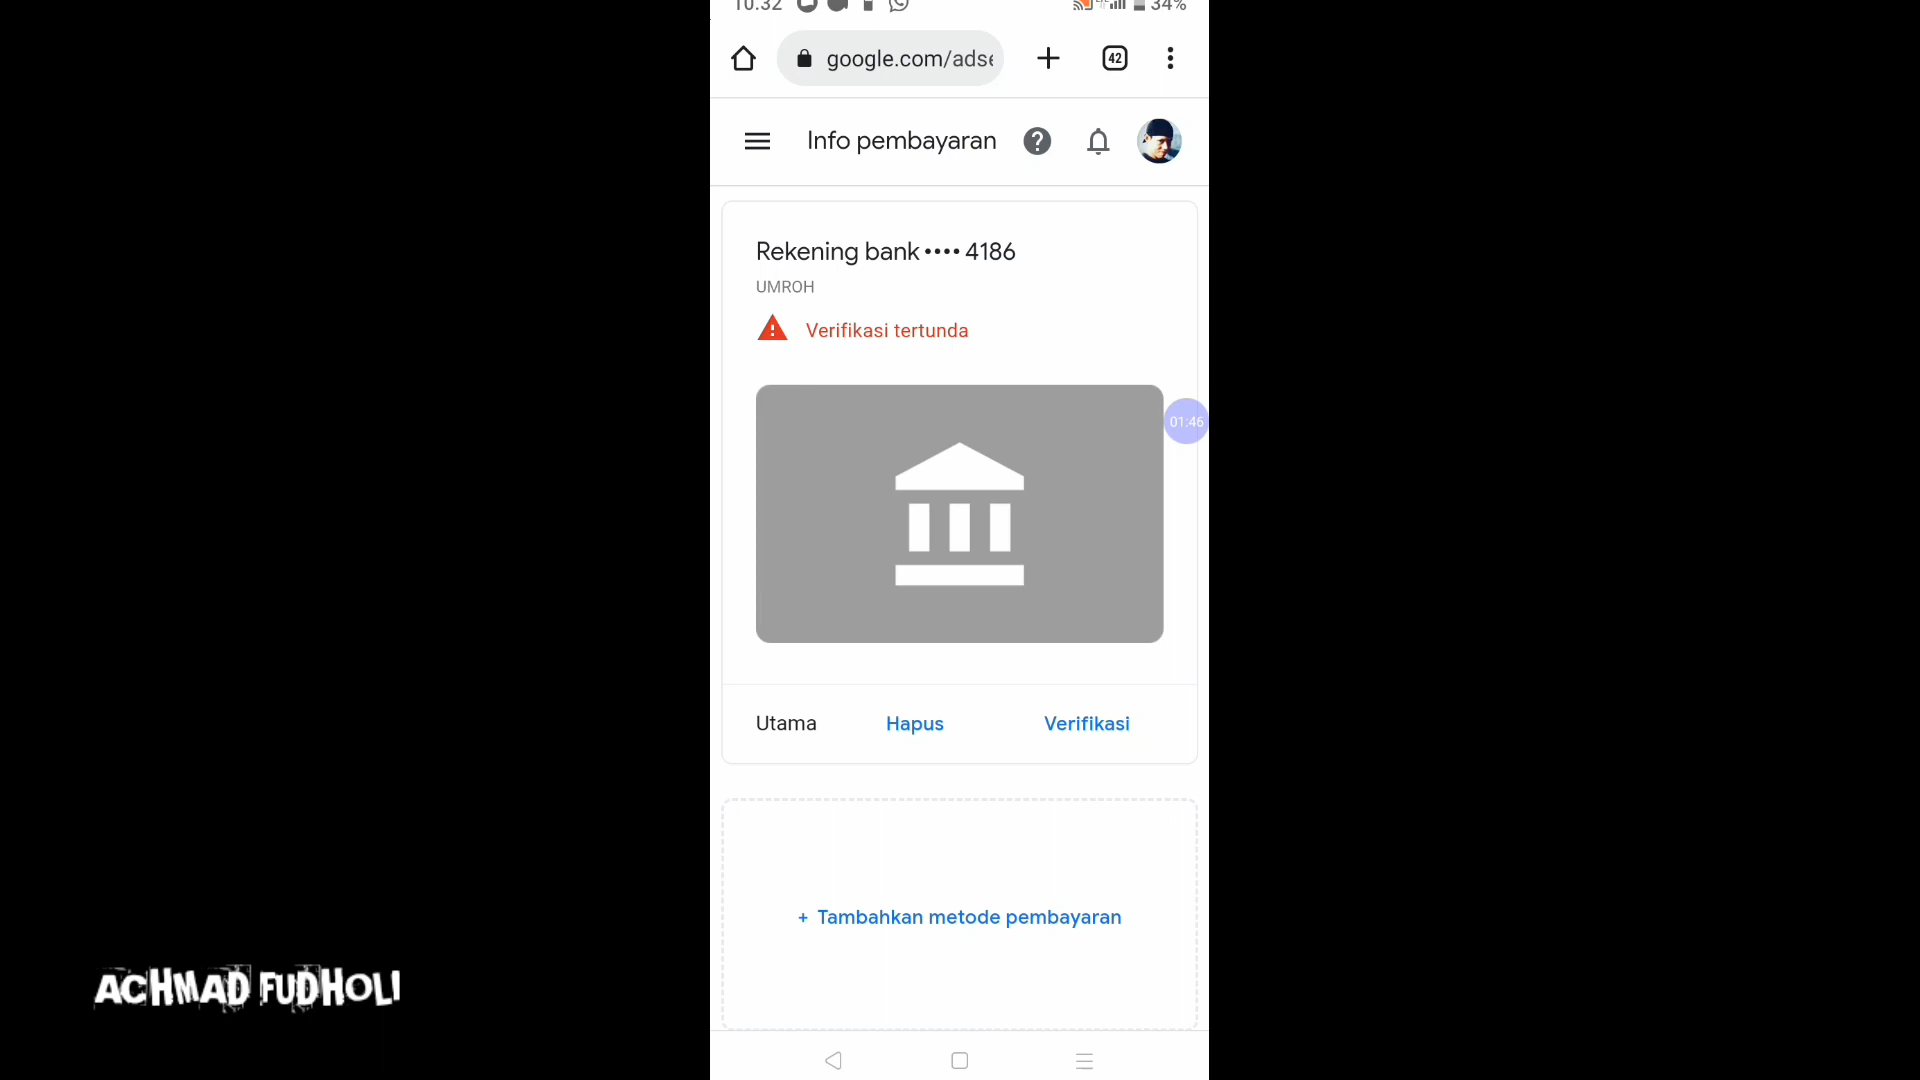 10.32 34%
google.com/adse 42
Info pembayaran
Rekening bank •••• 4186
UMROH
Verifikasi tertunda
01:46
Utama Hapus Verifikasi
+ Tambahkan metode pembayaran
ACHMAD FUDHOLI